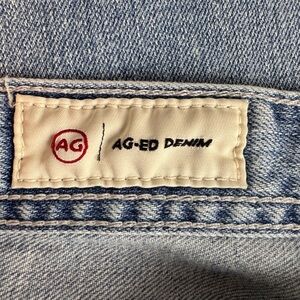 AG | AG-ED DENIM